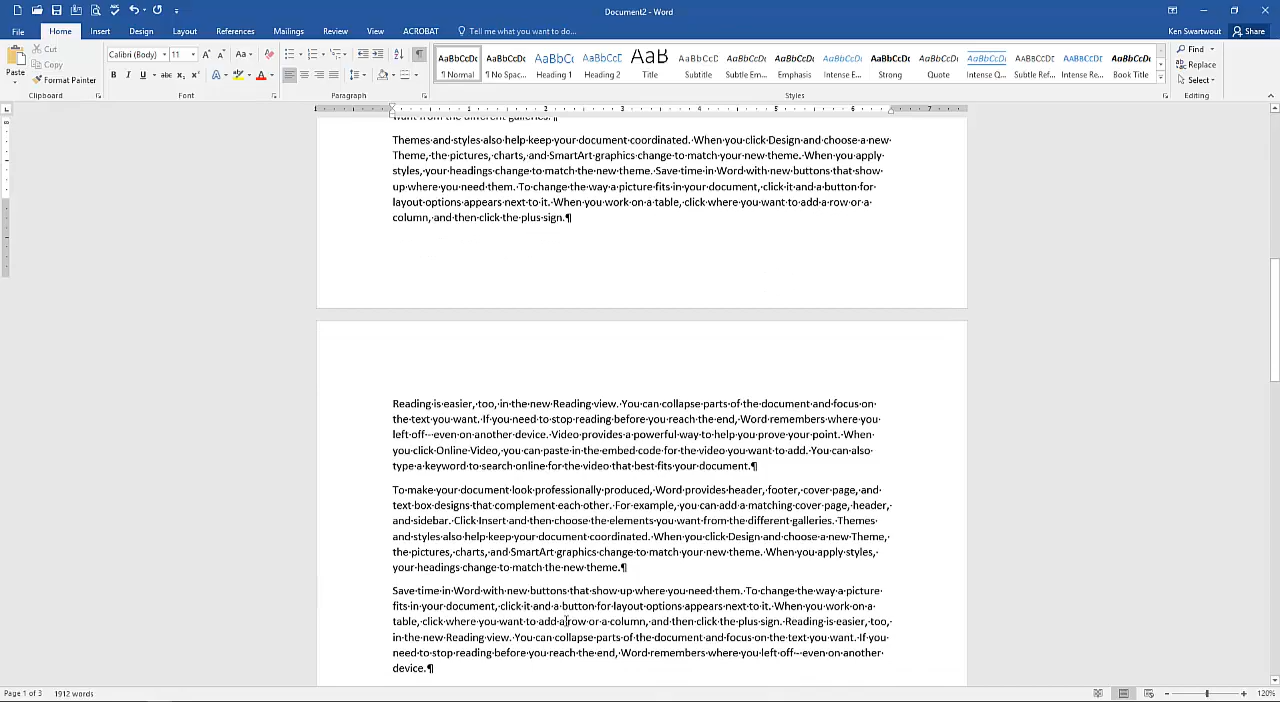 Document2 - Word
Ken Swartwout
Share
File
Home
Insert
Design
Layout
References
Mailings
Review
View
ACROBAT
Tell me what you want to do...
Paste
Cut
Copy
Format Painter
Clipboard
Calibri (Body)
11
Font
Paragraph
AaBbCcDc
¶ Normal
AaBbCcDc
¶ No Spac...
AaBbCc
Heading 1
AaBbCcD
Heading 2
AaB
Title
AaBbCcD
Subtitle
AaBbCcDc
Subtle Em...
AaBbCcDc
Emphasis
AaBbCcDc
Intense E...
AaBbCcDc
Strong
AaBbCcDc
Quote
AaBbCcDc
Intense Q...
AaBbCcDc
Subtle Ref...
AaBbCcDc
Intense Re...
AaBbCcDc
Book Title
Styles
Find
Replace
Select
Editing
1 2 3 4 5 6 7
want from the different galleries.¶
Themes and styles also help keep your document coordinated. When you click Design and choose a new
Theme, the pictures, charts, and SmartArt graphics change to match your new theme. When you apply
styles, your headings change to match the new theme. Save time in Word with new buttons that show
up where you need them. To change the way a picture fits in your document, click it and a button for
layout options appears next to it. When you work on a table, click where you want to add a row or a
column, and then click the plus sign.¶
Reading is easier, too, in the new Reading view. You can collapse parts of the document and focus on
the text you want. If you need to stop reading before you reach the end, Word remembers where you
left off - even on another device. Video provides a powerful way to help you prove your point. When
you click Online Video, you can paste in the embed code for the video you want to add. You can also
type a keyword to search online for the video that best fits your document.¶
To make your document look professionally produced, Word provides header, footer, cover page, and
text box designs that complement each other. For example, you can add a matching cover page, header,
and sidebar. Click Insert and then choose the elements you want from the different galleries. Themes
and styles also help keep your document coordinated. When you click Design and choose a new Theme,
the pictures, charts, and SmartArt graphics change to match your new theme. When you apply styles,
your headings change to match the new theme.¶
Save time in Word with new buttons that show up where you need them. To change the way a picture
fits in your document, click it and a button for layout options appears next to it. When you work on a
table, click where you want to add a row or a column, and then click the plus sign. Reading is easier, too,
in the new Reading view. You can collapse parts of the document and focus on the text you want. If you
need to stop reading before you reach the end, Word remembers where you left off - even on another
device.¶
Page 1 of 3
1912 words
120%